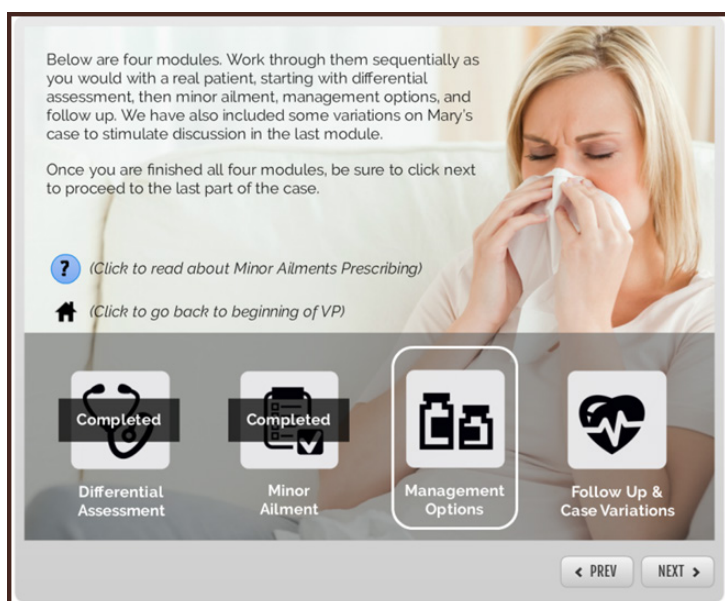 Below are four modules. Work through them sequentially as
you would with a real patient, starting with differential
assessment, then minor ailment, management options, and
follow up. We have also included some variations on Mary's
case to stimulate discussion in the last module.
Once you are finished all four modules, be sure to click next
to proceed to the last part of the case.
?
(Click to read about Minor Ailments Prescribing)
(Click to go back to beginning of VP)
Completed
Differential
Assessment
Completed
Minor
Ailment
Management
Options
Follow Up &
Case Variations
< PREV
NEXT >